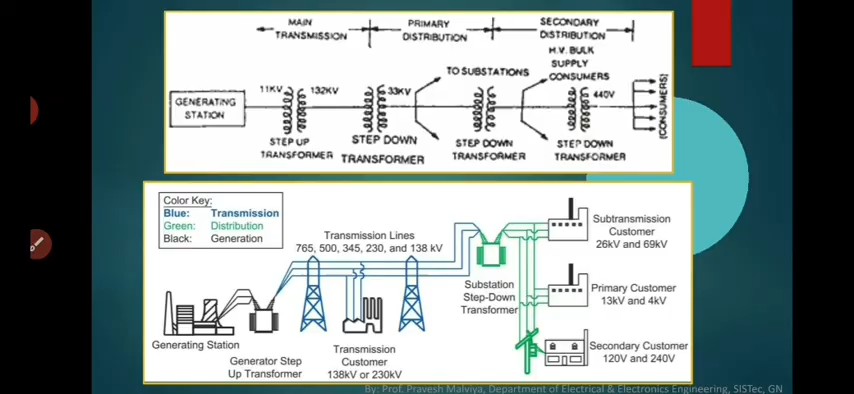 MAIN
TRANSMISSION
PRIMARY
DISTRIBUTION
SECONDARY
DISTRIBUTION
H.V. BULK
SUPPLY
CONSUMERS
TO SUBSTATIONS
11KV
132KV
33KV
440V
GENERATING
STATION
STEP UP
TRANSFORMER
STEP DOWN
TRANSFORMER
STEP DOWN
TRANSFORMER
STEP DOWN
TRANSFORMER
(CONSUMERS)
Color Key:
Blue: Transmission
Green: Distribution
Black: Generation
Transmission Lines
765, 500, 345, 230, and 138 kV
Subtransmission
Customer
26kV and 69kV
Substation
Step-Down
Transformer
Primary Customer
13kV and 4kV
Generating Station
Generator Step
Up Transformer
Transmission
Customer
138kV or 230kV
Secondary Customer
120V and 240V
By: Prof. Pravesh Malviya, Department of Electrical & Electronics Engineering, SISTec, GN